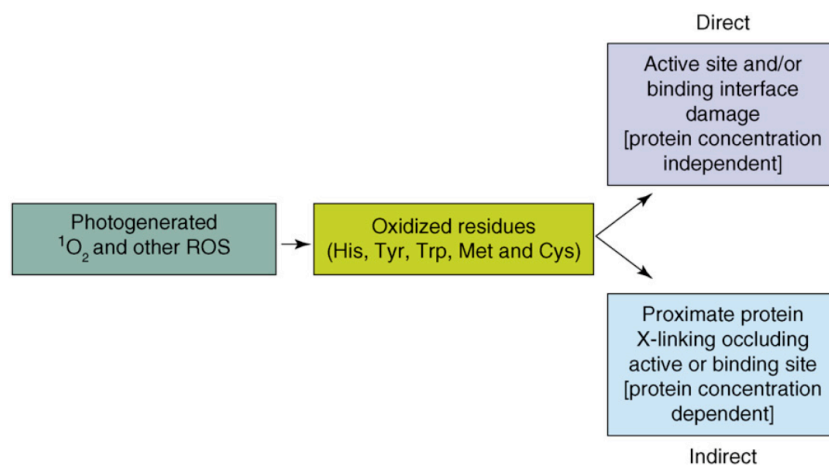 Direct
Active site and/or
binding interface
damage
[protein concentration
independent]
Photogenerated
¹O₂ and other ROS
Oxidized residues
(His, Tyr, Trp, Met and Cys)
Proximate protein
X-linking occluding
active or binding site
[protein concentration
dependent]
Indirect